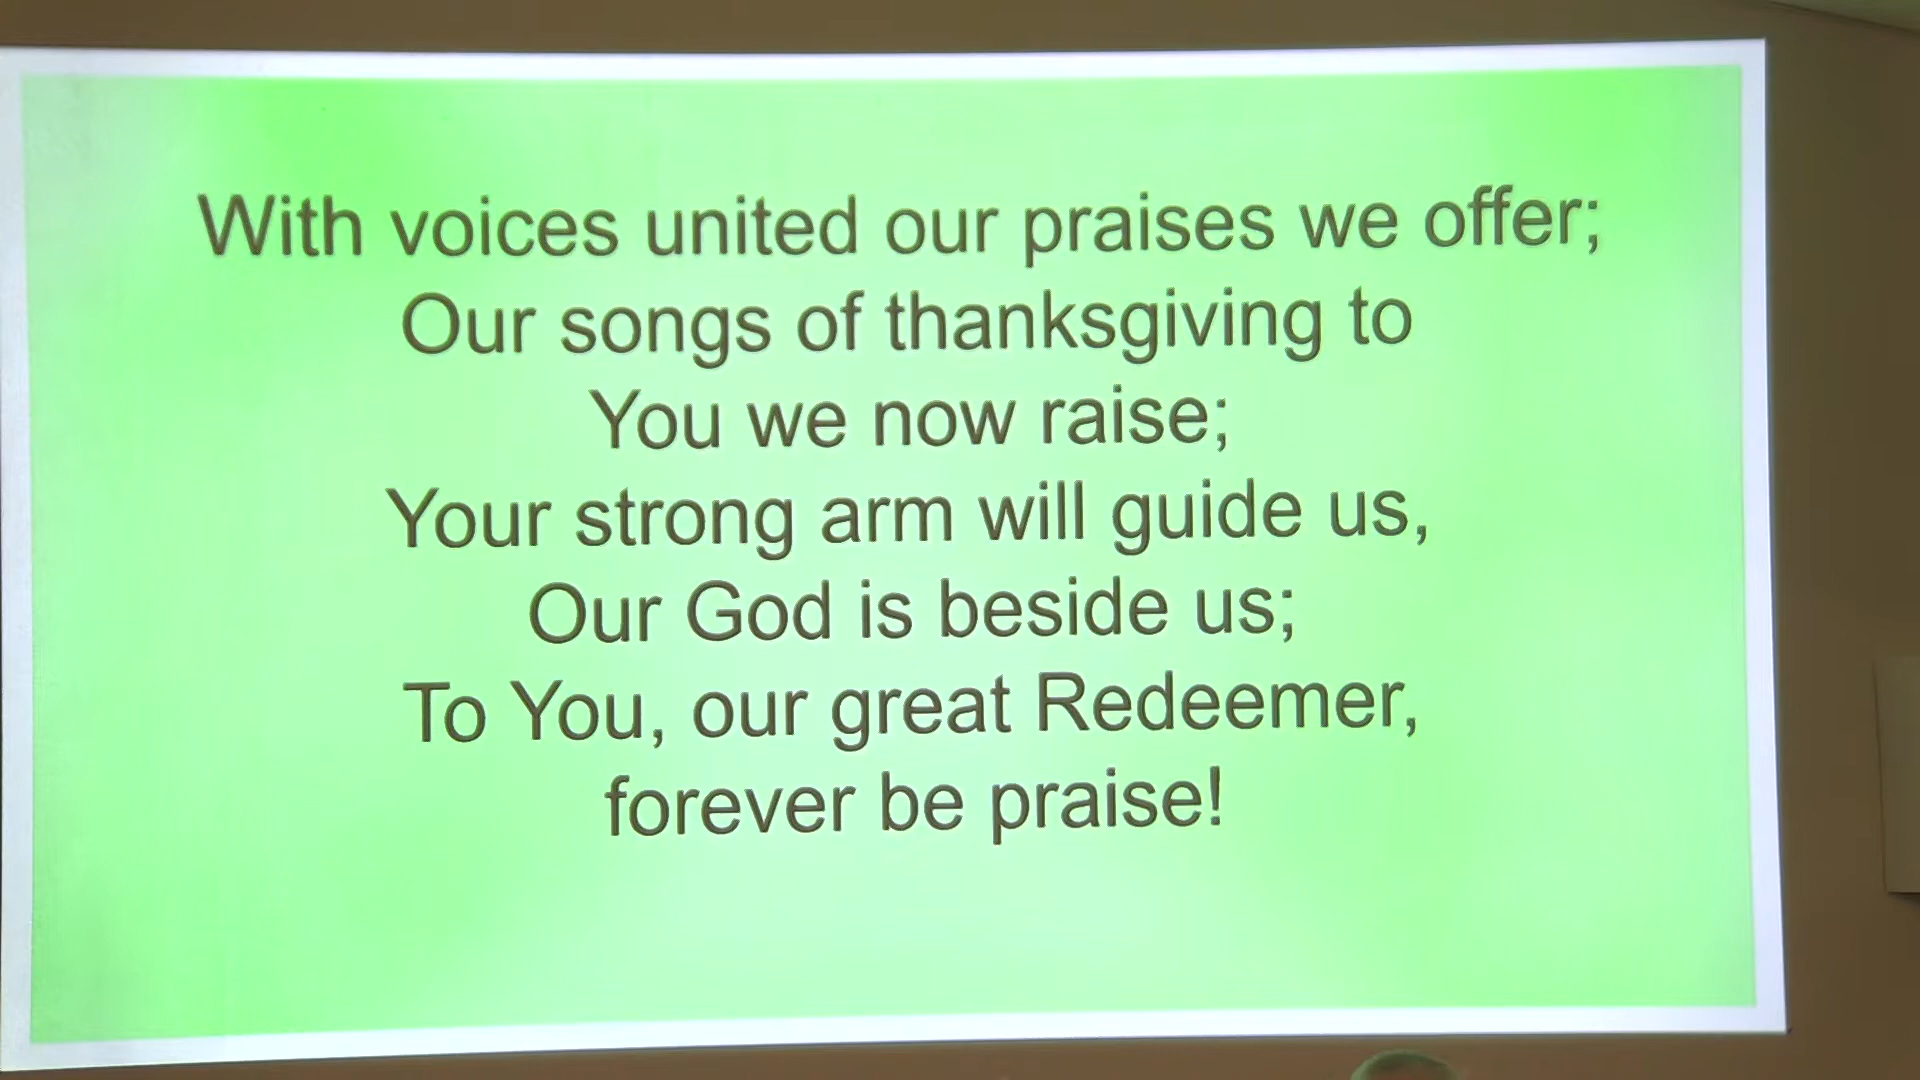 With voices united our praises we offer;
Our songs of thanksgiving to
You we now raise;
Your strong arm will guide us,
Our God is beside us;
To You, our great Redeemer,
forever be praise!